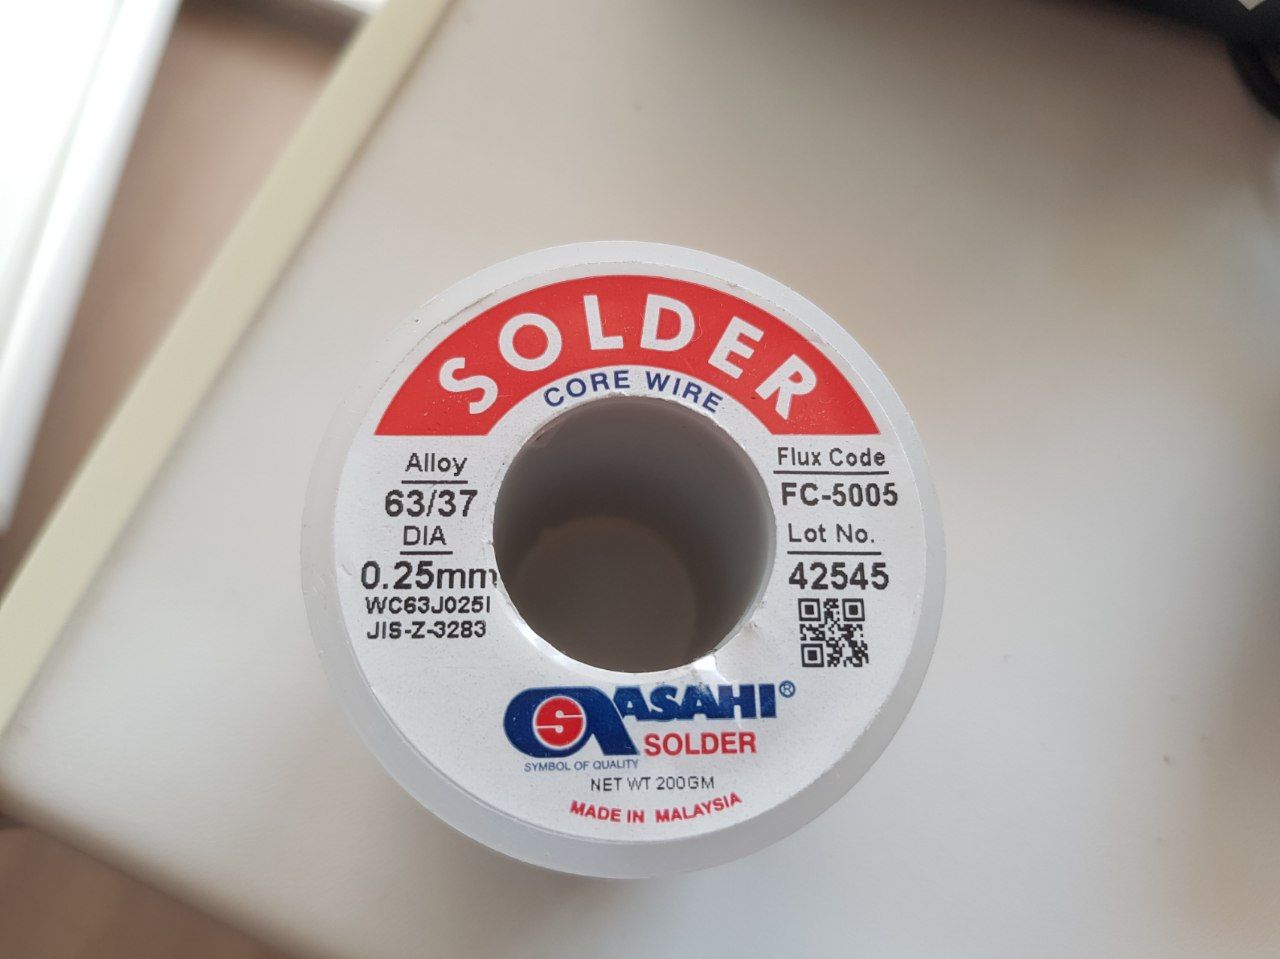 SOLDER
CORE WIRE
Alloy
63/37
DIA
0.25mm
WC63J025I
JIS-Z-3283
Flux Code
FC-5005
Lot No.
42545
ASAHI®
SOLDER
SYMBOL OF QUALITY
NET WT 200GM
MADE IN MALAYSIA